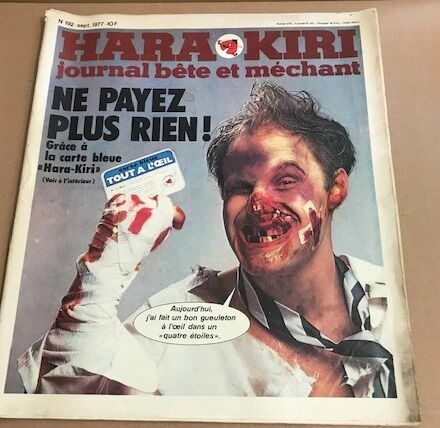 N 192 - sept. 1977 - 10 F
HARA KIRI
journal bête et méchant
NE PAYEZ
PLUS RIEN !
Grâce à
la carte bleue
«Hara-Kiri»
(Voir à l'intérieur)
TOUT A L'ŒIL
Aujourd'hui,
j'ai fait un bon gueuleton
à l'œil dans un
«quatre étoiles».